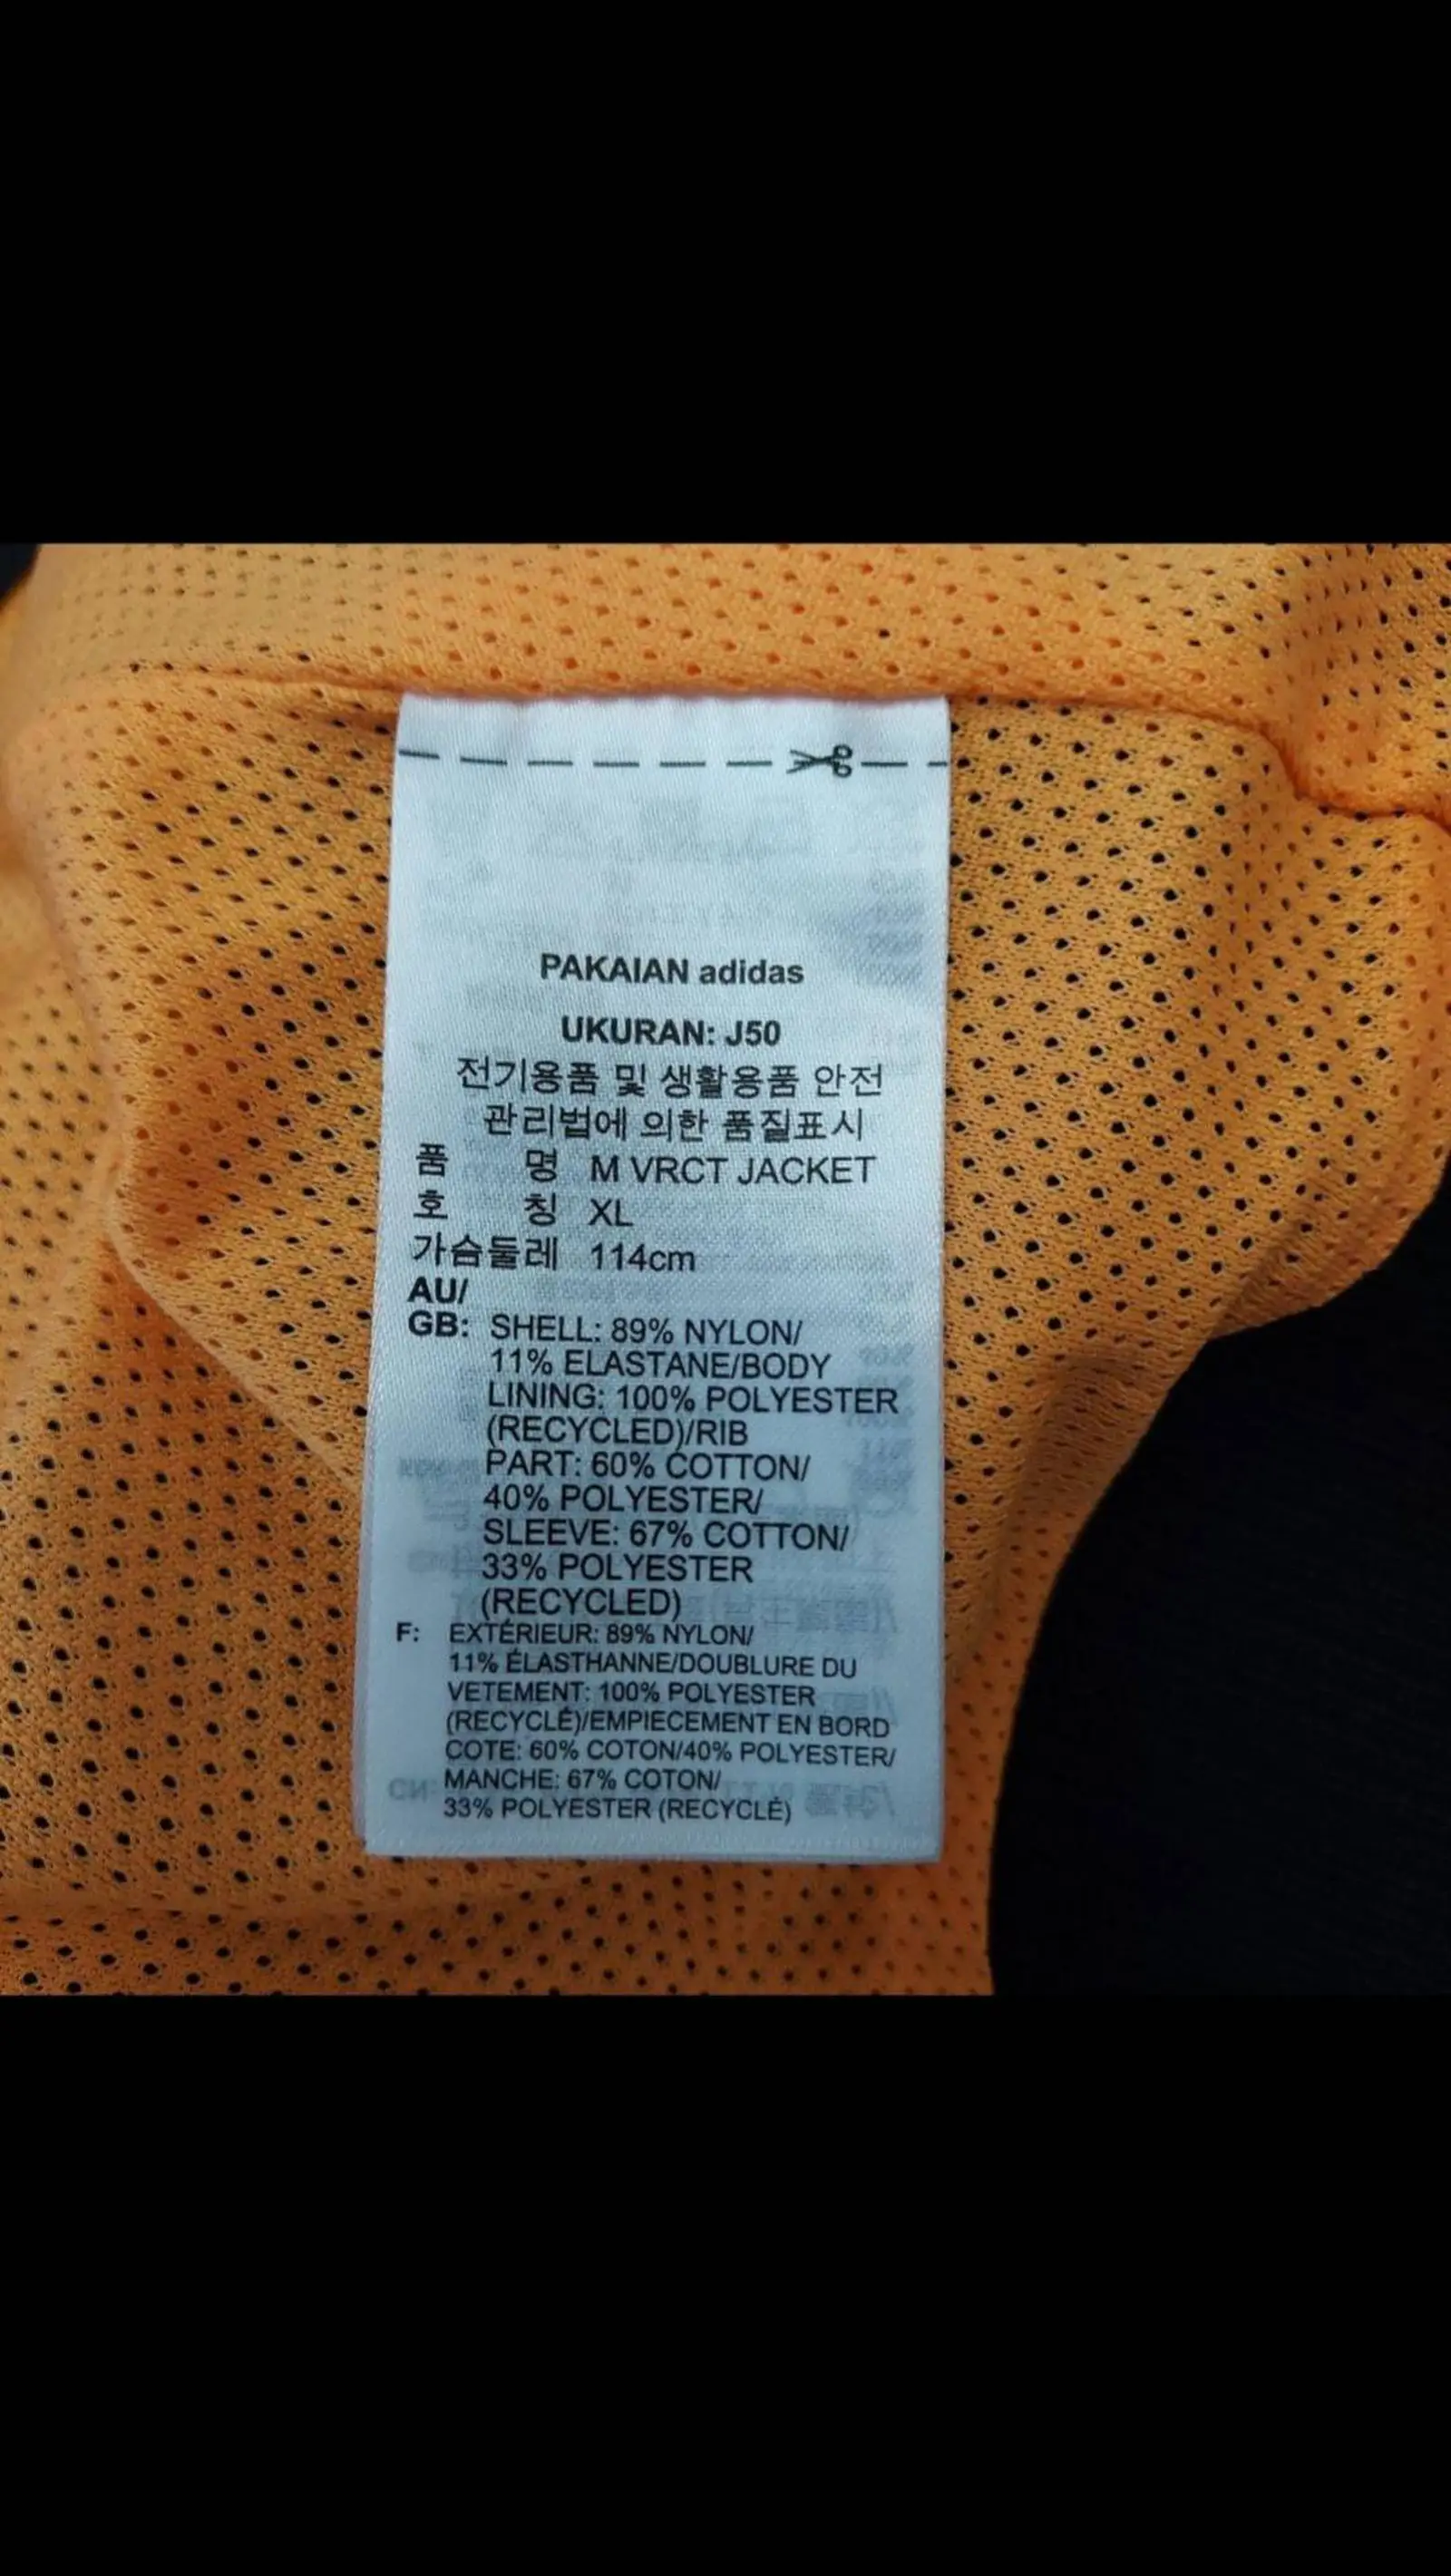 PAKAIAN adidas
UKURAN: J50
전기용품 및 생활용품 안전
관리법에 의한 품질표시
품 명 M VRCT JACKET
호 칭 XL
가슴둘레 114cm
AU/
GB: SHELL: 89% NYLON/
11% ELASTANE/BODY
LINING: 100% POLYESTER
(RECYCLED)/RIB
PART: 60% COTTON/
40% POLYESTER/
SLEEVE: 67% COTTON/
33% POLYESTER
(RECYCLED)
F: EXTÉRIEUR: 89% NYLON/
11% ÉLASTHANNE/DOUBLURE DU
VETEMENT: 100% POLYESTER
(RECYCLÉ)/EMPIECEMENT EN BORD
COTE: 60% COTON/40% POLYESTER/
MANCHE: 67% COTON/
33% POLYESTER (RECYCLÉ)